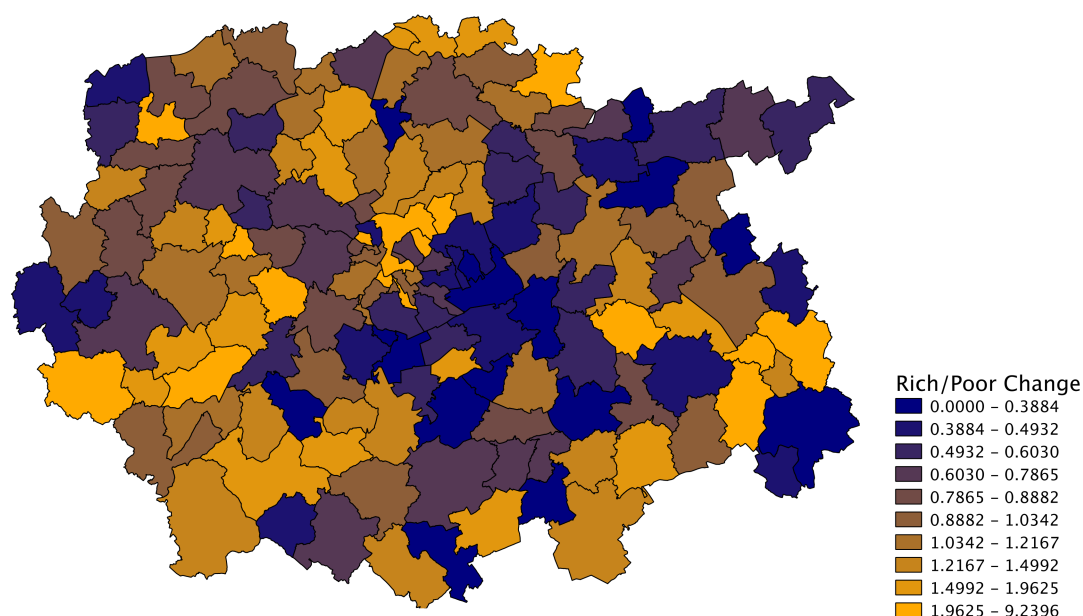 Rich/Poor Change
0.0000 – 0.3884
0.3884 – 0.4932
0.4932 – 0.6030
0.6030 – 0.7865
0.7865 – 0.8882
0.8882 – 1.0342
1.0342 – 1.2167
1.2167 – 1.4992
1.4992 – 1.9625
1.9625 – 9.2396